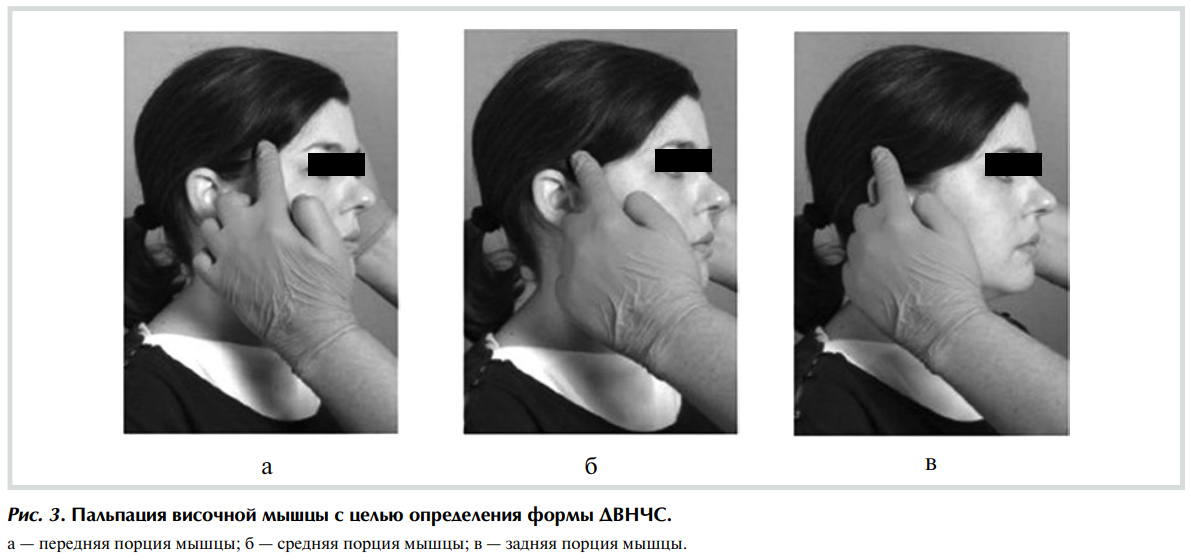 а
б
в
Рис. 3. Пальпация височной мышцы с целью определения формы ДВНЧС.
а — передняя порция мышцы; б — средняя порция мышцы; в — задняя порция мышцы.